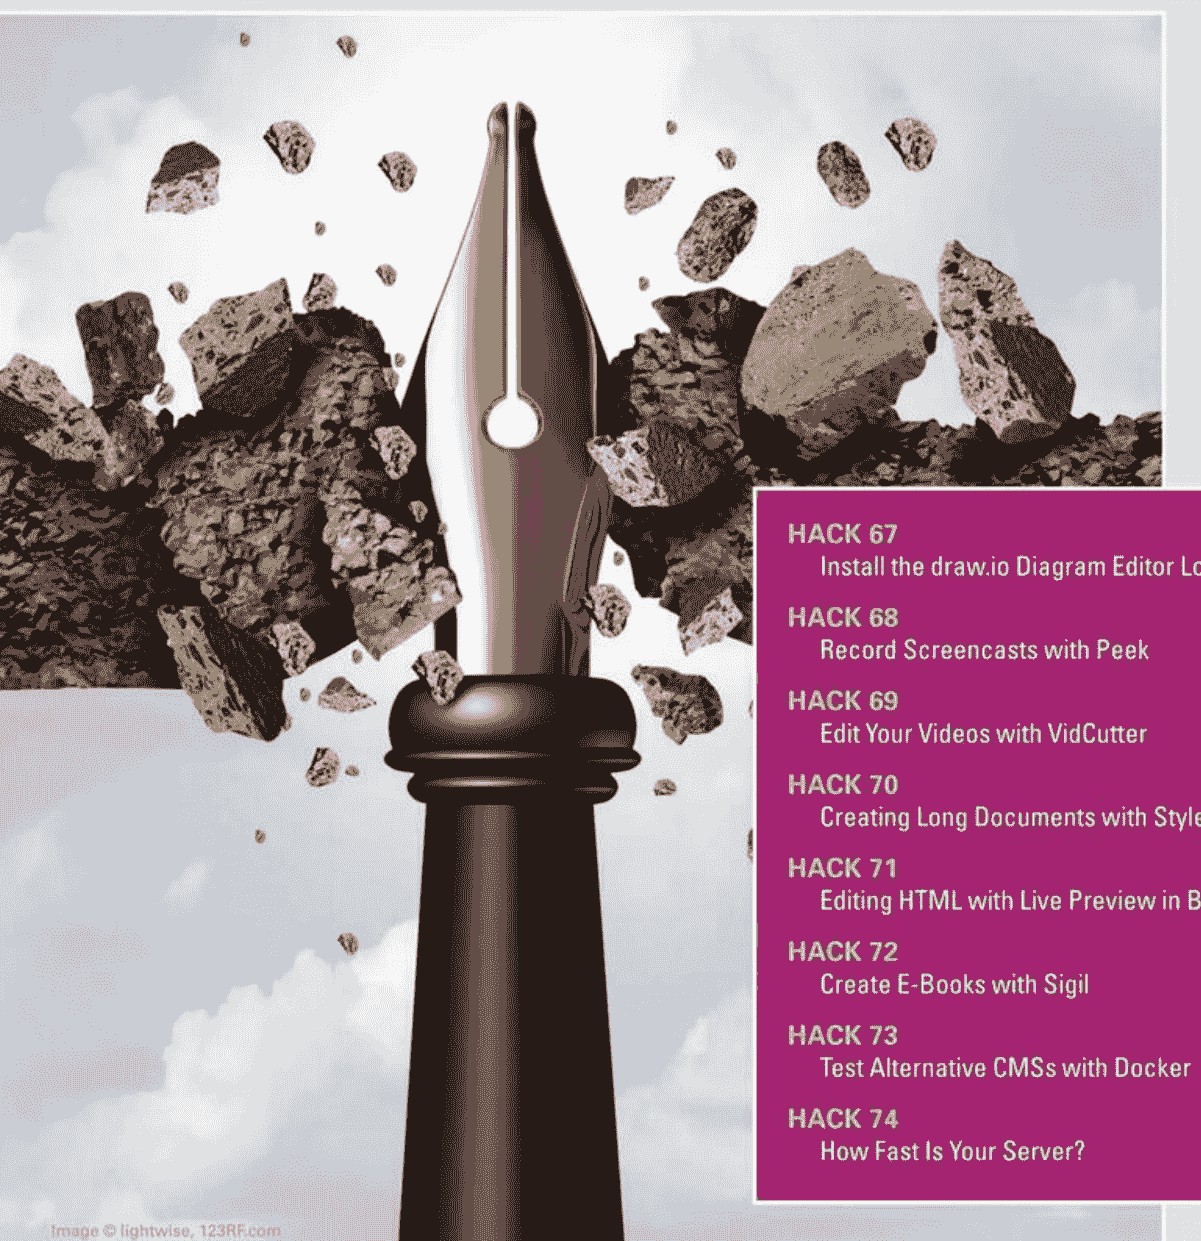 HACK 67
Install the draw.io Diagram Editor
HACK 68
Record Screencasts with Peek
HACK 69
Edit Your Videos with VidCutter
HACK 70
Creating Long Documents with
HACK 71
Editing HTML with Live Preview in
HACK 72
Create E-Books with Sigil
HACK 73
Test Alternative CMSs with Docker
HACK 74
How Fast Is Your Server?
Image © lightwise, 123RF.com